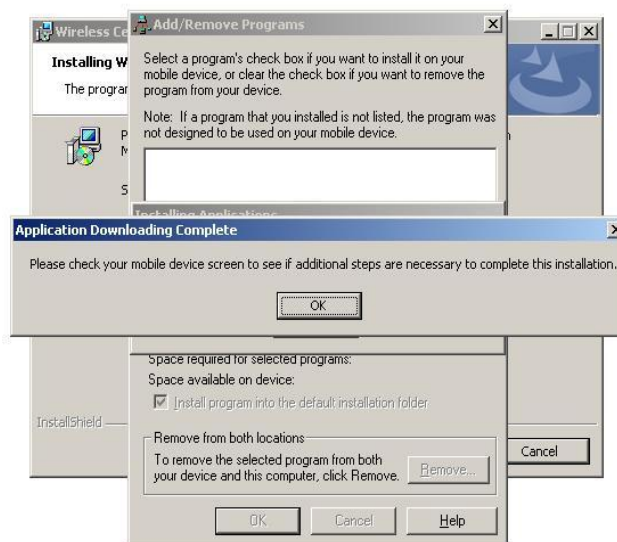 Wireless Ce
Add/Remove Programs
Installing W
The progra
Select a program's check box if you want to install it on your
mobile device, or clear the check box if you want to remove the
program from your device.
Note: If a program that you installed is not listed, the program was
not designed to be used on your mobile device.
P
M
S
Installing Applications
Application Downloading Complete
Please check your mobile device screen to see if additional steps are necessary to complete this installation.
OK
Space required for selected programs:
Space available on device:
Install program into the default installation folder
InstallShield
Remove from both locations
To remove the selected program from both
your device and this computer, click Remove.
Remove...
Cancel
OK
Cancel
Help